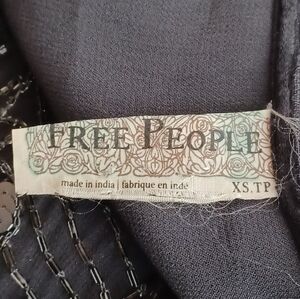 FREE PEOPLE
made in india | fabrique en inde
XS.TP